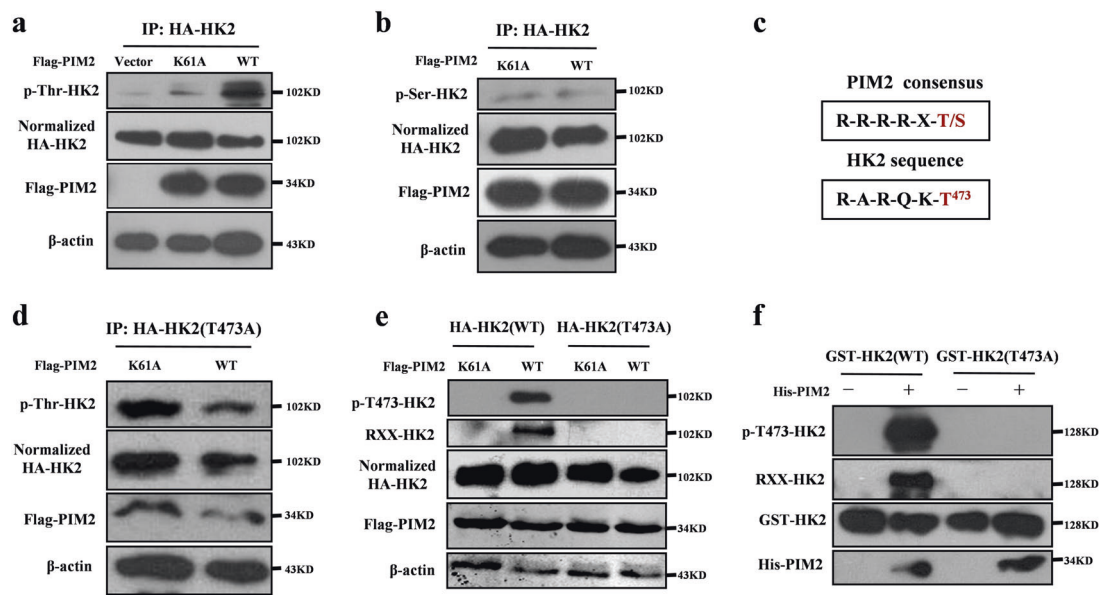 a
IP: HA-HK2
Flag-PIM2 Vector K61A WT
p-Thr-HK2 102KD
Normalized HA-HK2 102KD
Flag-PIM2 34KD
β-actin 43KD
b
IP: HA-HK2
Flag-PIM2 K61A WT
p-Ser-HK2 102KD
Normalized HA-HK2 102KD
Flag-PIM2 34KD
β-actin 43KD
c
PIM2 consensus
R-R-R-R-X-T/S
HK2 sequence
R-A-R-Q-K-T473
d
IP: HA-HK2(T473A)
Flag-PIM2 K61A WT
p-Thr-HK2 102KD
Normalized HA-HK2 102KD
Flag-PIM2 34KD
β-actin 43KD
e
HA-HK2(WT) HA-HK2(T473A)
Flag-PIM2 K61A WT K61A WT
p-T473-HK2 102KD
RXX-HK2 102KD
Normalized HA-HK2 102KD
Flag-PIM2 34KD
β-actin 43KD
f
GST-HK2(WT) GST-HK2(T473A)
His-PIM2 − + − +
p-T473-HK2 128KD
RXX-HK2 128KD
GST-HK2 128KD
His-PIM2 34KD